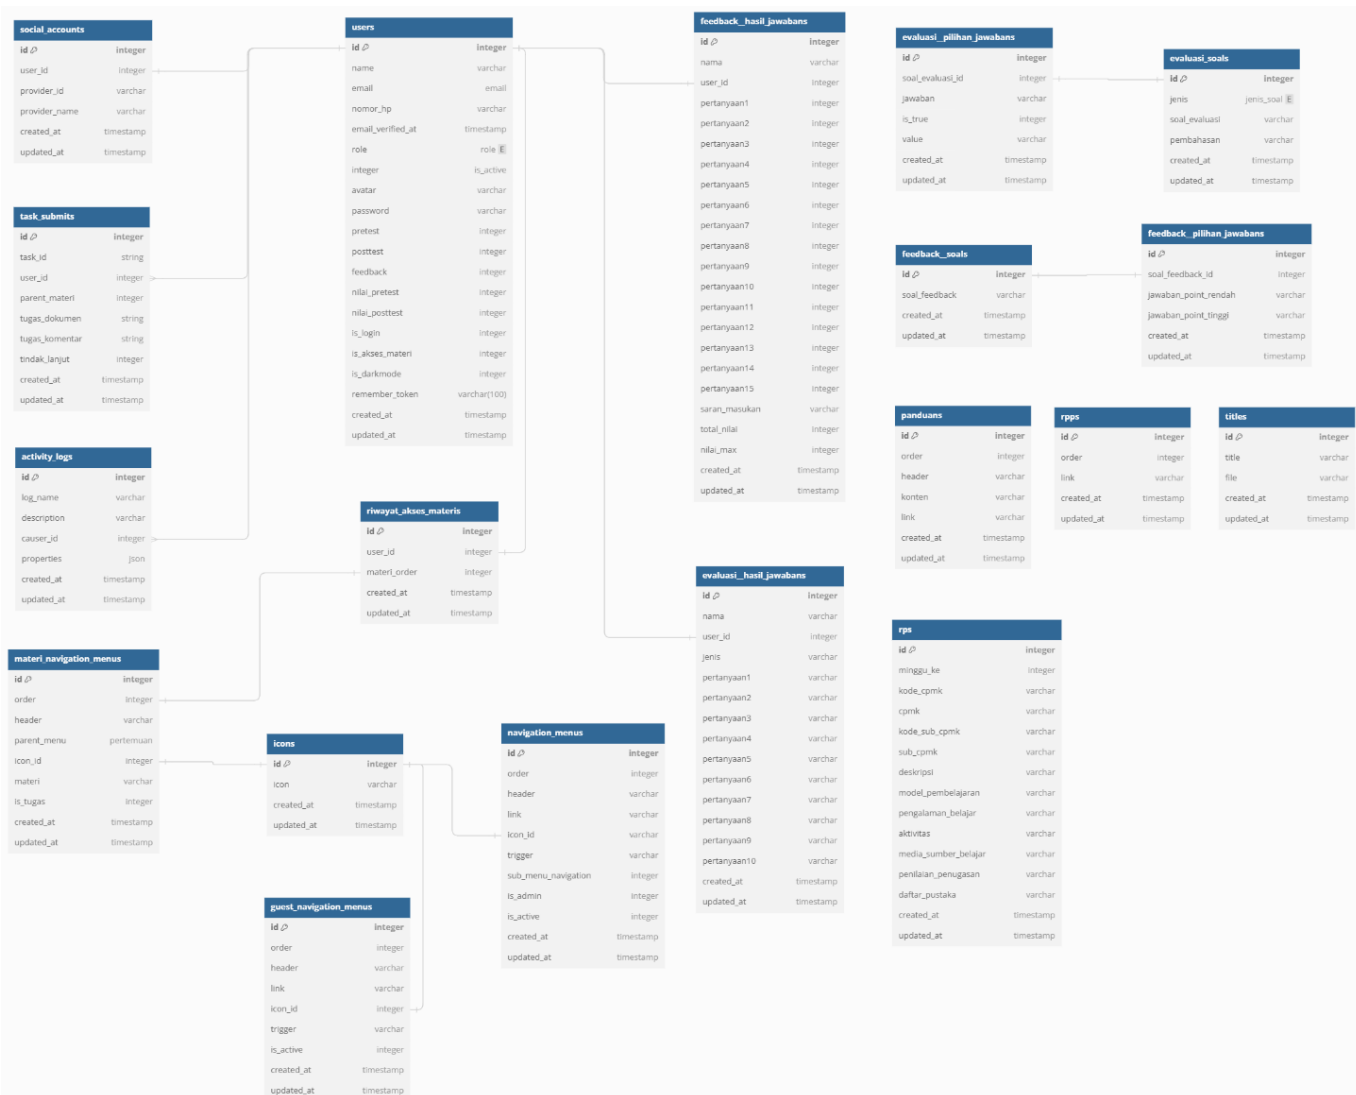 social_accounts
id integer
user_id integer
provider_id varchar
provider_name varchar
created_at timestamp
updated_at timestamp
task_submits
id integer
task_id string
user_id integer
parent_materi integer
tugas_dokumen string
tugas_komentar string
tindak_lanjut integer
created_at timestamp
updated_at timestamp
activity_logs
id integer
log_name varchar
description varchar
causer_id integer
properties json
created_at timestamp
updated_at timestamp
materi_navigation_menus
id integer
order integer
header varchar
parent_menu pertemuan
icon_id integer
materi varchar
is_tugas integer
created_at timestamp
updated_at timestamp
users
id integer
name varchar
email email
nomor_hp varchar
email_verified_at timestamp
role role E
integer is_active
avatar varchar
password varchar
pretest integer
posttest integer
feedback integer
nilai_pretest integer
nilai_posttest integer
is_login integer
is_akses_materi integer
is_darkmode integer
remember_token varchar(100)
created_at timestamp
updated_at timestamp
riwayat_akses_materis
id integer
user_id integer
materi_order integer
created_at timestamp
updated_at timestamp
icons
id integer
icon varchar
created_at timestamp
updated_at timestamp
guest_navigation_menus
id integer
order integer
header varchar
link varchar
icon_id integer
trigger varchar
is_active integer
created_at timestamp
updated_at timestamp
navigation_menus
id integer
order integer
header varchar
link varchar
icon_id varchar
trigger varchar
sub_menu_navigation integer
is_admin integer
is_active integer
created_at timestamp
updated_at timestamp
feedback__hasil_jawabans
id integer
nama varchar
user_id integer
pertanyaan1 integer
pertanyaan2 integer
pertanyaan3 integer
pertanyaan4 integer
pertanyaan5 integer
pertanyaan6 integer
pertanyaan7 integer
pertanyaan8 integer
pertanyaan9 integer
pertanyaan10 integer
pertanyaan11 integer
pertanyaan12 integer
pertanyaan13 integer
pertanyaan14 integer
pertanyaan15 integer
saran_masukan varchar
total_nilai integer
nilai_max integer
created_at timestamp
updated_at timestamp
evaluasi__hasil_jawabans
id integer
nama varchar
user_id integer
jenis varchar
pertanyaan1 varchar
pertanyaan2 varchar
pertanyaan3 varchar
pertanyaan4 varchar
pertanyaan5 varchar
pertanyaan6 varchar
pertanyaan7 varchar
pertanyaan8 varchar
pertanyaan9 varchar
pertanyaan10 varchar
created_at timestamp
updated_at timestamp
evaluasi__pilihan_jawabans
id integer
soal_evaluasi_id integer
jawaban varchar
is_true integer
value varchar
created_at timestamp
updated_at timestamp
evaluasi_soals
id integer
jenis jenis_soal E
soal_evaluasi varchar
pembahasan varchar
created_at timestamp
updated_at timestamp
feedback__soals
id integer
soal_feedback varchar
created_at timestamp
updated_at timestamp
feedback__pilihan_jawabans
id integer
soal_feedback_id integer
jawaban_point_rendah varchar
jawaban_point_tinggi varchar
created_at timestamp
updated_at timestamp
panduans
id integer
order integer
header varchar
konten varchar
link varchar
created_at timestamp
updated_at timestamp
rpps
id integer
order integer
link varchar
created_at timestamp
updated_at timestamp
titles
id integer
title varchar
file varchar
created_at timestamp
updated_at timestamp
rps
id integer
minggu_ke integer
kode_cpmk varchar
cpmk varchar
kode_sub_cpmk varchar
sub_cpmk varchar
deskripsi varchar
model_pembelajaran varchar
pengalaman_belajar varchar
aktivitas varchar
media_sumber_belajar varchar
penilaian_penugasan varchar
daftar_pustaka varchar
created_at timestamp
updated_at timestamp